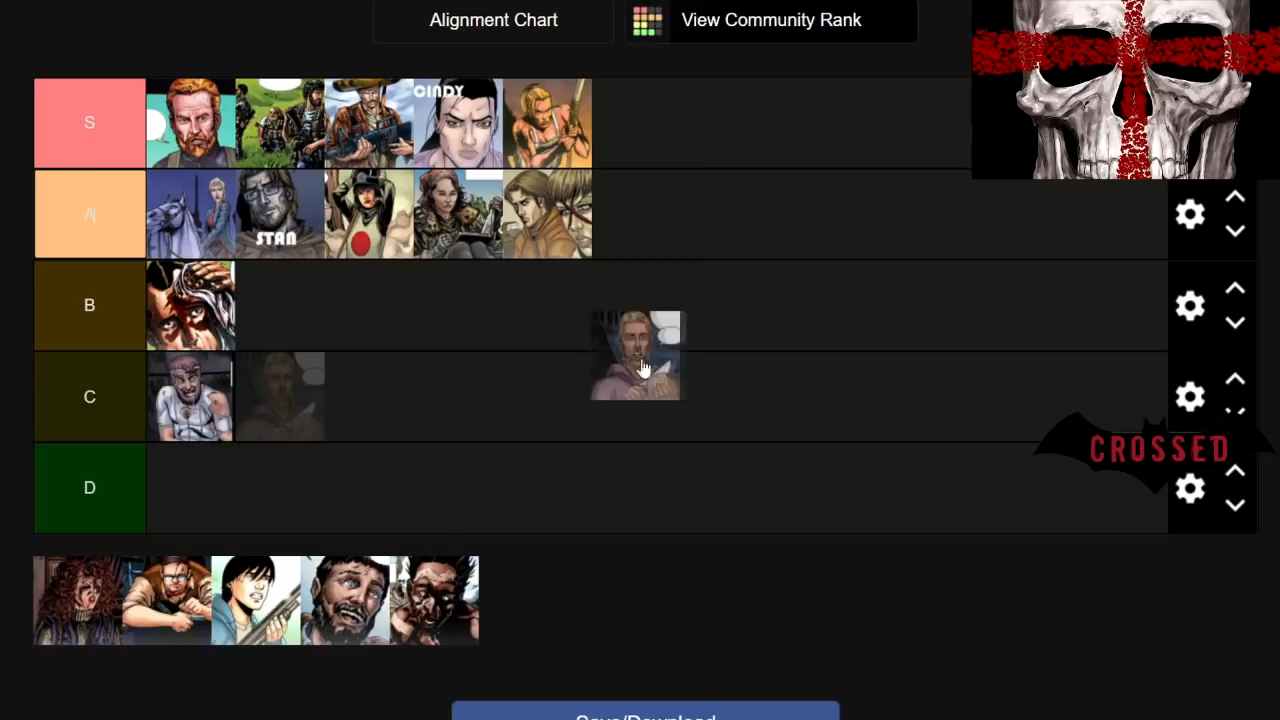 Alignment Chart
View Community Rank
S
CINDY
A
STAN
B
C
CROSSED
D
Save/Download